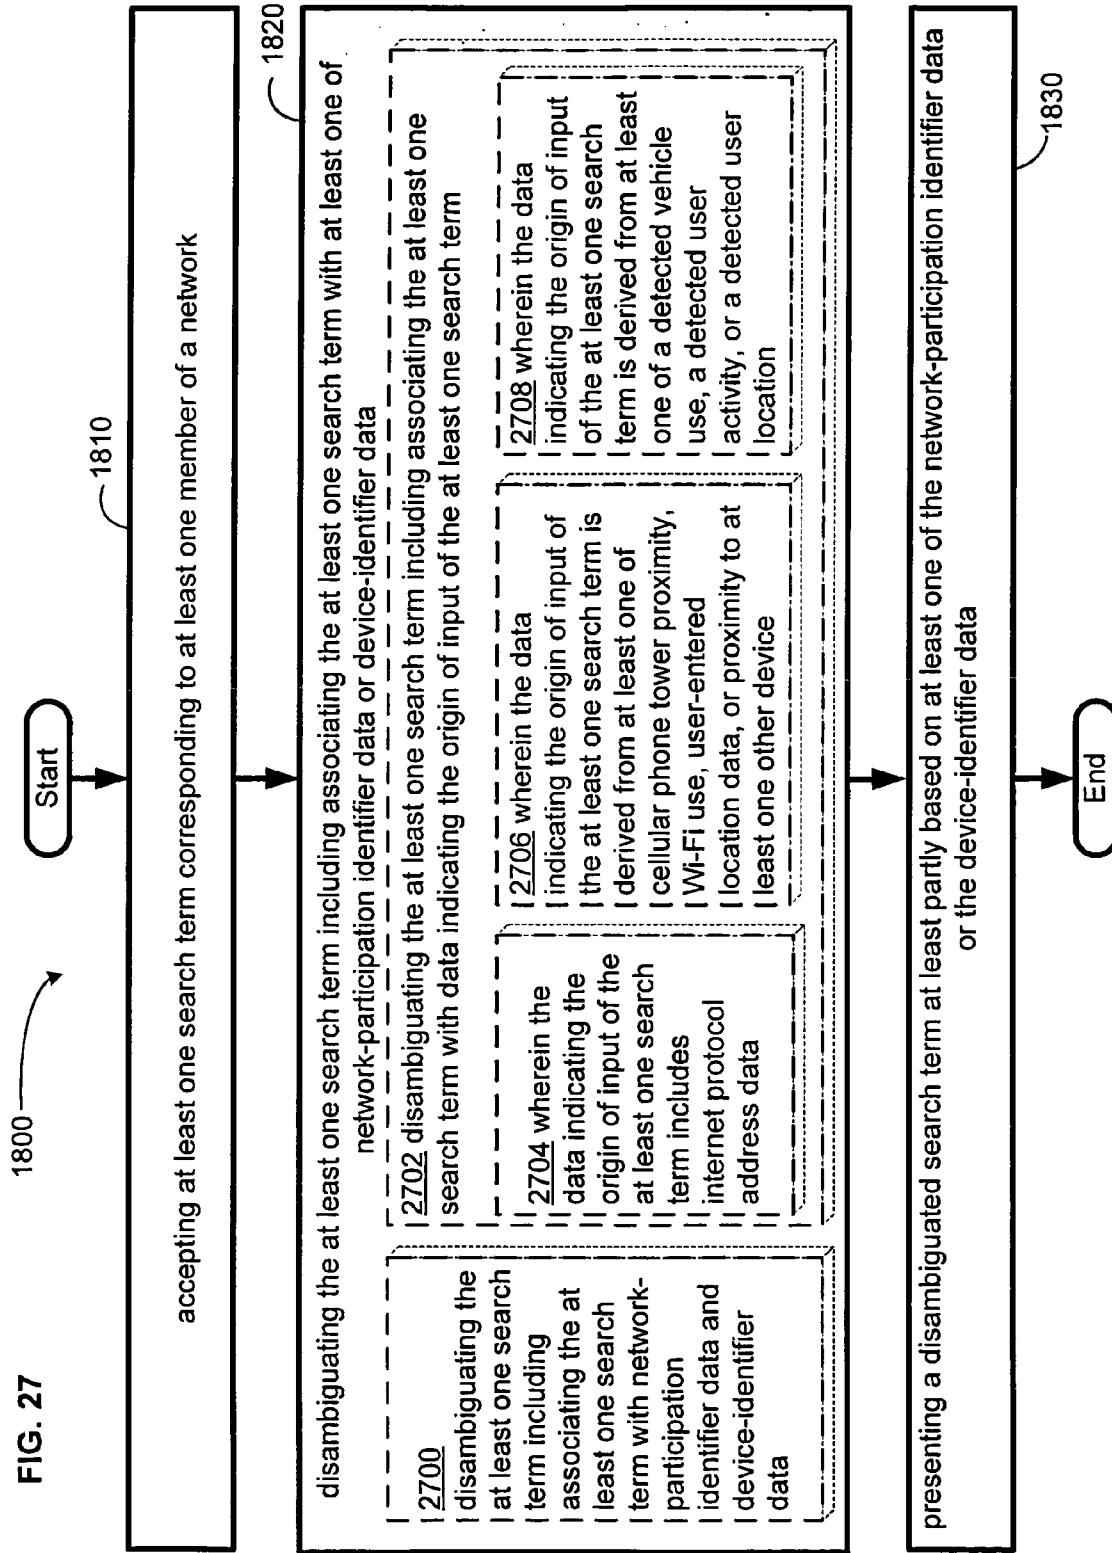 FIG. 27
1800
Start
1810
accepting at least one search term corresponding to at least one member of a network
1820
disambiguating the at least one search term including associating the at least one search term with at least one of
network-participation identifier data or device-identifier data
2700
disambiguating the
at least one search
term including
associating the at
least one search
term with network-
participation
identifier data and
device-identifier
data
2702 disambiguating the at least one search term including associating the at least one
search term with data indicating the origin of input of the at least one search term
2704 wherein the
data indicating the
origin of input of the
at least one search
term includes
internet protocol
address data
2706 wherein the data
indicating the origin of input of
the at least one search term is
derived from at least one of
cellular phone tower proximity,
Wi-Fi use, user-entered
location data, or proximity to at
least one other device
2708 wherein the data
indicating the origin of input
of the at least one search
term is derived from at least
one of a detected vehicle
use, a detected user
activity, or a detected user
location
1830
presenting a disambiguated search term at least partly based on at least one of the network-participation identifier data
or the device-identifier data
End